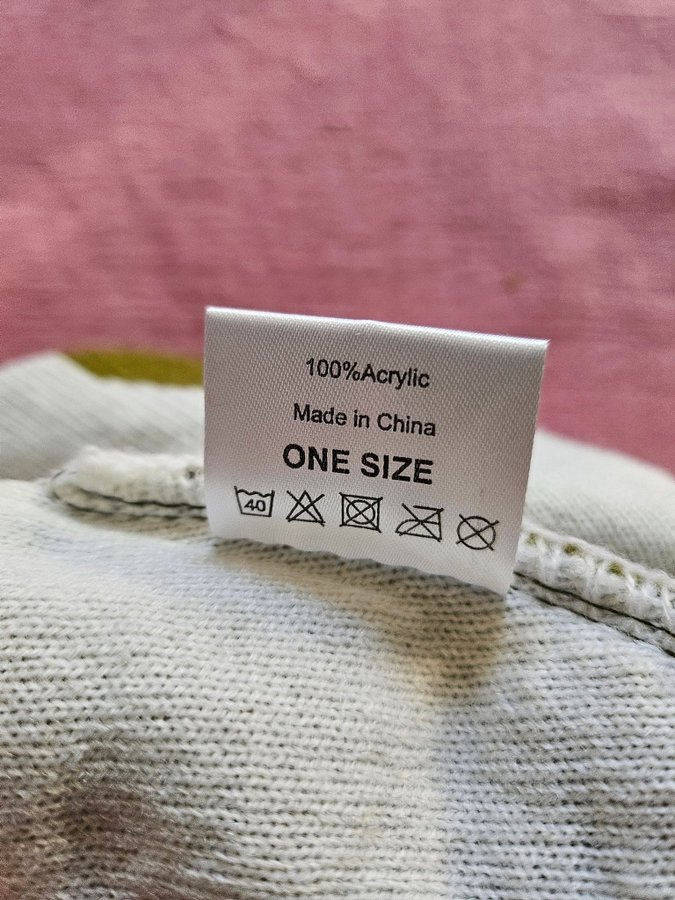 100%Acrylic
Made in China
ONE SIZE
40